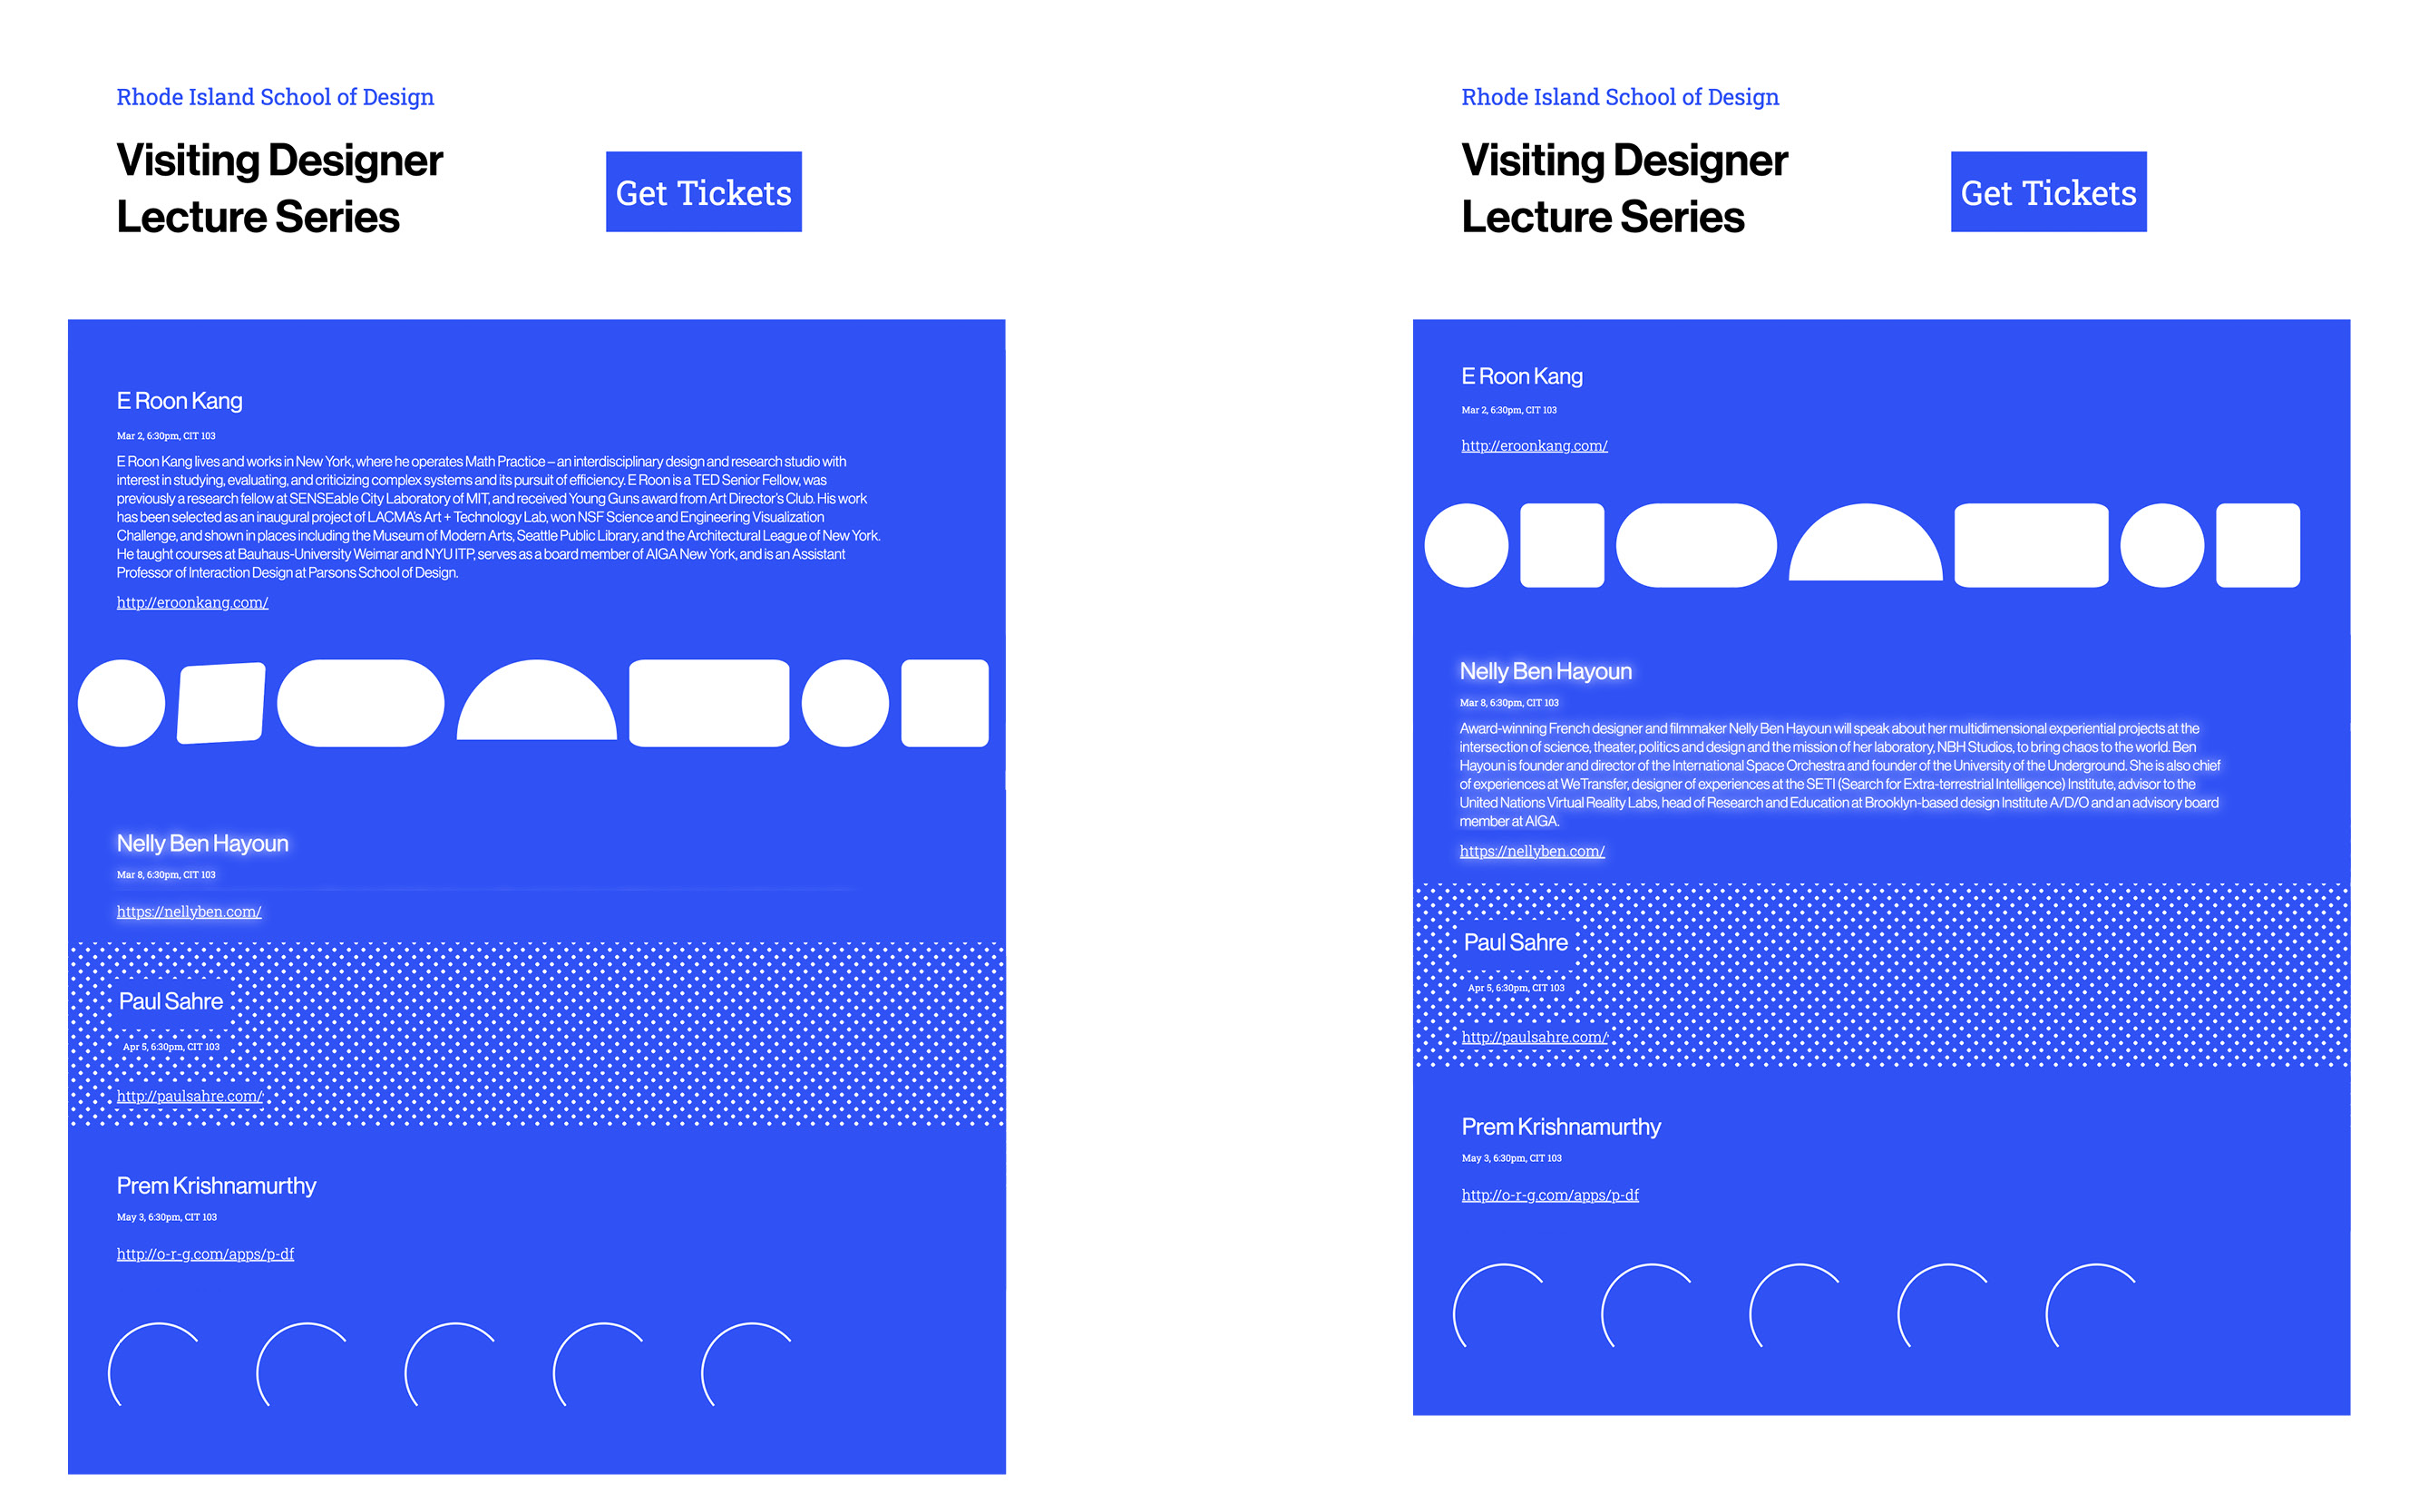 Rhode Island School of Design
Visiting Designer
Lecture Series
Get Tickets
E Roon Kang
Mar 2, 6:30pm, CIT 103
E Roon Kang lives and works in New York, where he operates Math Practice – an interdisciplinary design and research studio with
interest in studying, evaluating, and criticizing complex systems and its pursuit of efficiency. E Roon is a TED Senior Fellow, was
previously a research fellow at SENSEable City Laboratory of MIT, and received Young Guns award from Art Director's Club. His work
has been selected as an inaugural project of LACMA's Art + Technology Lab, won NSF Science and Engineering Visualization
Challenge, and shown in places including the Museum of Modern Arts, Seattle Public Library, and the Architectural League of New York.
He taught courses at Bauhaus-University Weimar and NYU ITP, serves as a board member of AIGA New York, and is an Assistant
Professor of Interaction Design at Parsons School of Design.
http://eroonkang.com/
Nelly Ben Hayoun
Mar 8, 6:30pm, CIT 103
https://nellyben.com/
Paul Sahre
Apr 5, 6:30pm, CIT 103
http://paulsahre.com/
Prem Krishnamurthy
May 3, 6:30pm, CIT 103
http://o-r-g.com/apps/p-df
Rhode Island School of Design
Visiting Designer
Lecture Series
Get Tickets
E Roon Kang
Mar 2, 6:30pm, CIT 103
http://eroonkang.com/
Nelly Ben Hayoun
Mar 8, 6:30pm, CIT 103
Award-winning French designer and filmmaker Nelly Ben Hayoun will speak about her multidimensional experiential projects at the
intersection of science, theater, politics and design and the mission of her laboratory, NBH Studios, to bring chaos to the world. Ben
Hayoun is founder and director of the International Space Orchestra and founder of the University of the Underground. She is also chief
of experiences at WeTransfer, designer of experiences at the SETI (Search for Extra-terrestrial Intelligence) Institute, advisor to the
United Nations Virtual Reality Labs, head of Research and Education at Brooklyn-based design Institute A/D/O and an advisory board
member at AIGA.
https://nellyben.com/
Paul Sahre
Apr 5, 6:30pm, CIT 103
http://paulsahre.com/
Prem Krishnamurthy
May 3, 6:30pm, CIT 103
http://o-r-g.com/apps/p-df